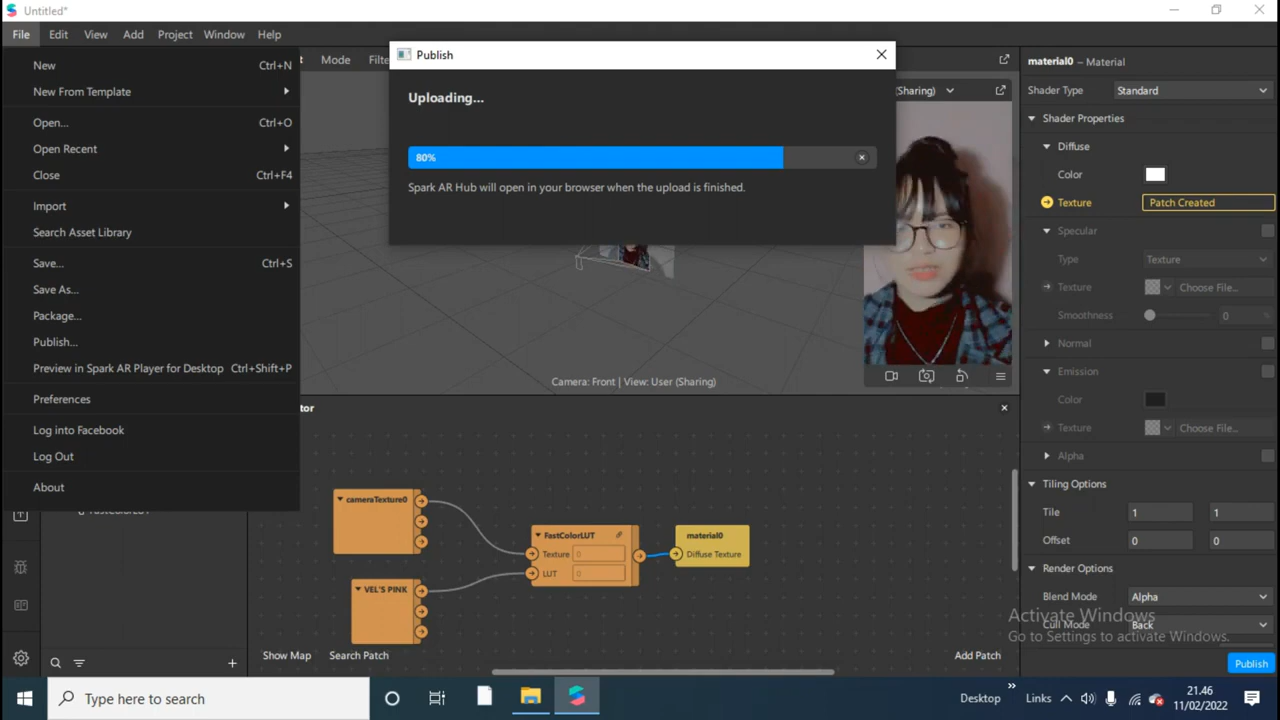 Untitled*
File Edit View Add Project Window Help
New Ctrl+N
New From Template
Open... Ctrl+O
Open Recent
Close Ctrl+F4
Import
Search Asset Library
Save... Ctrl+S
Save As...
Package...
Publish...
Preview in Spark AR Player for Desktop Ctrl+Shift+P
Preferences
Log into Facebook
Log Out
About
Mode
Publish
Uploading...
80%
Spark AR Hub will open in your browser when the upload is finished.
(Sharing)
Camera: Front | View: User (Sharing)
material0 – Material
Shader Type Standard
Shader Properties
Diffuse
Color
Texture Patch Created
Specular
Type Texture
Texture Choose File...
Smoothness 0 %
Normal
Emission
Color
Texture Choose File...
Alpha
Tiling Options
Tile 1 1
Offset 0 0
Render Options
Blend Mode Alpha
Cull Mode Back
Activate Windows
Go to Settings to activate Windows.
Publish
cameraTexture0
VEL'S PINK
FastColorLUT
Texture 0
LUT 0
material0
Diffuse Texture
Show Map Search Patch Add Patch
Type here to search
Desktop » Links
21.46
11/02/2022